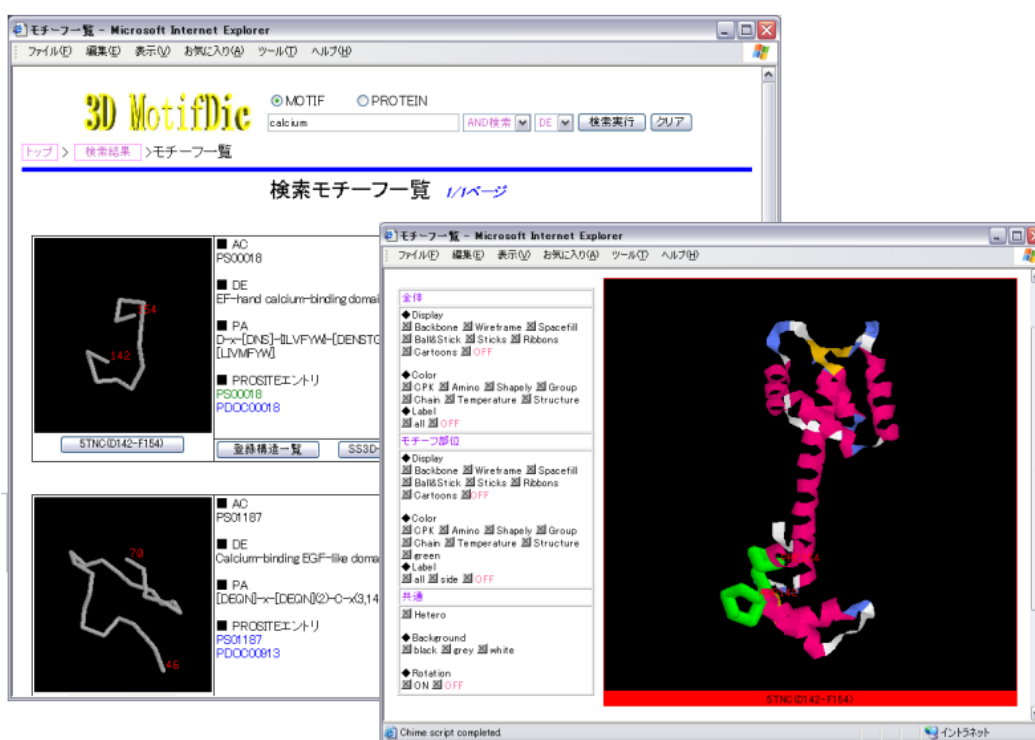 モチーフ一覧 - Microsoft Internet Explorer
ファイル(F) 編集(E) 表示(V) お気に入り(A) ツール(T) ヘルプ(H)
3D MotifDic
MOTIF PROTEIN
calcium AND検索 DE 検索実行 クリア
トップ > 検索結果 >モチーフ一覧
検索モチーフ一覧 1/1ページ
164
142
5TNC(D142-F154)
■ AC
PS00018
■ DE
EF-hand calcium-binding domai
■ PA
D-x-[DNS]-{ILVFYW}-[DENSTG
[LIVMFYW]
■ PROSITEエントリ
PS00018
PDOC00018
登録構造一覧 SS3D-
70
46
■ AC
PS01187
■ DE
Calcium-binding EGF-like doma
■ PA
[DEQN]-x-[DEQN](2)-C-x(3,14
■ PROSITEエントリ
PS01187
PDOC00913
モチーフ一覧 - Microsoft Internet Explorer
ファイル(F) 編集(E) 表示(V) お気に入り(A) ツール(T) ヘルプ(H)
全体
◆Display
Backbone Wireframe Spacefill
Ball&Stick Sticks Ribbons
Cartoons OFF
◆Color
CPK Amino Shapely Group
Chain Temperature Structure
◆Label
all OFF
モチーフ部位
◆Display
Backbone Wireframe Spacefill
Ball&Stick Sticks Ribbons
Cartoons OFF
◆Color
CPK Amino Shapely Group
Chain Temperature Structure
green
◆Label
all side OFF
共通
Hetero
◆Background
black grey white
◆Rotation
ON OFF
5TNC(D142-F154)
Chime script completed. イントラネット